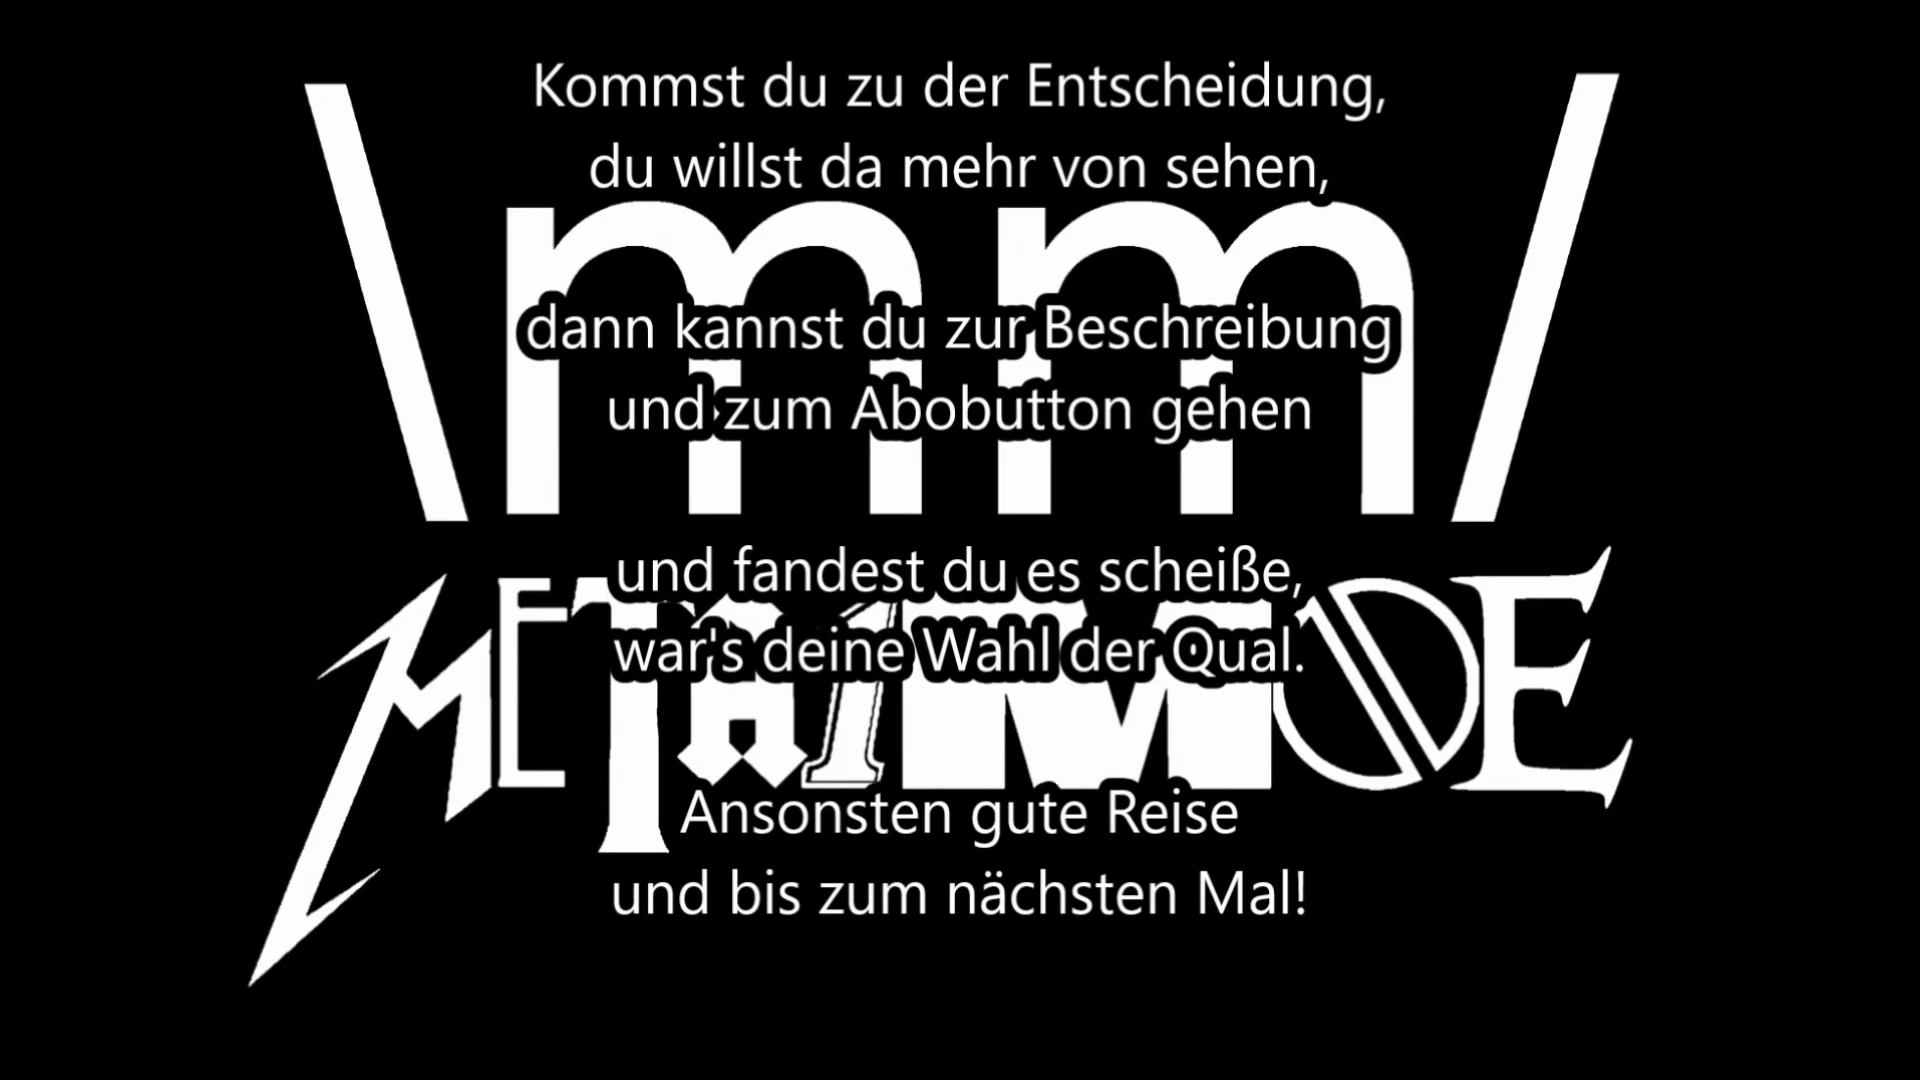 Kommst du zu der Entscheidung,
du willst da mehr von sehen,
\mm/
dann kannst du zur Beschreibung
und zum Abobutton gehen
und fandest du es scheiße,
war's deine Wahl der Qual.
METALMOE
Ansonsten gute Reise
und bis zum nächsten Mal!